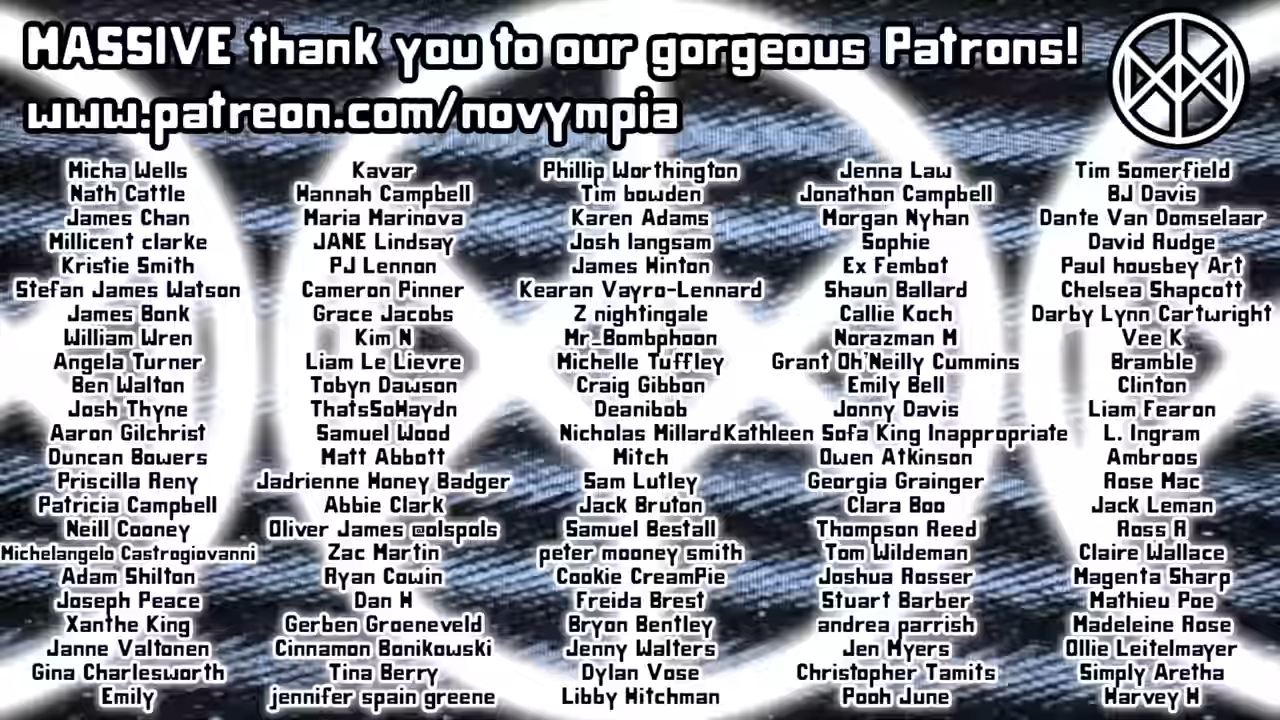 MASSIVE thank you to our gorgeous Patrons!
www.patreon.com/novympia
Micha Wells
Nath Cattle
James Chan
Millicent clarke
Kristie Smith
Stefan James Watson
James Bonk
William Wren
Angela Turner
Ben Walton
Josh Thyne
Aaron Gilchrist
Duncan Bowers
Priscilla Reny
Patricia Campbell
Neill Cooney
Michelangelo Castrogiovanni
Adam Shilton
Joseph Peace
Xanthe King
Janne Valtonen
Gina Charlesworth
Emily
Kavar
Hannah Campbell
Maria Marinova
JANE Lindsay
PJ Lennon
Cameron Pinner
Grace Jacobs
Kim N
Liam Le Lievre
Tobyn Dawson
ThatsSoHaydn
Samuel Wood
Matt Abbott
Jadrienne Honey Badger
Abbie Clark
Oliver James @olspols
Zac Martin
Ryan Cowin
Dan H
Gerben Groeneveld
Cinnamon Bonikowski
Tina Berry
jennifer spain greene
Phillip Worthington
Tim bowden
Karen Adams
Josh langsam
James Hinton
Kearan Vayro-Lennard
Z nightingale
Mr_Bombphoon
Michelle Tuffley
Craig Gibbon
Deanibob
Nicholas Millard
Mitch
Sam Lutley
Jack Bruton
Samuel Bestall
peter mooney smith
Cookie CreamPie
Freida Brest
Bryon Bentley
Jenny Walters
Dylan Vose
Libby Hitchman
Jenna Law
Jonathon Campbell
Morgan Nyhan
Sophie
Ex Fembot
Shaun Ballard
Callie Koch
Norazman M
Grant Oh'Neilly Cummins
Emily Bell
Jonny Davis
Kathleen Sofa King Inappropriate
Owen Atkinson
Georgia Grainger
Clara Boo
Thompson Reed
Tom Wildeman
Joshua Rosser
Stuart Barber
andrea parrish
Jen Myers
Christopher Tamits
Pooh June
Tim Somerfield
BJ Davis
Dante Van Domselaar
David Rudge
Paul housbey Art
Chelsea Shapcott
Darby Lynn Cartwright
Vee K
Bramble
Clinton
Liam Fearon
L. Ingram
Ambroos
Rose Mac
Jack Leman
Ross R
Claire Wallace
Magenta Sharp
Mathieu Poe
Madeleine Rose
Ollie Leitelmayer
Simply Aretha
Harvey H